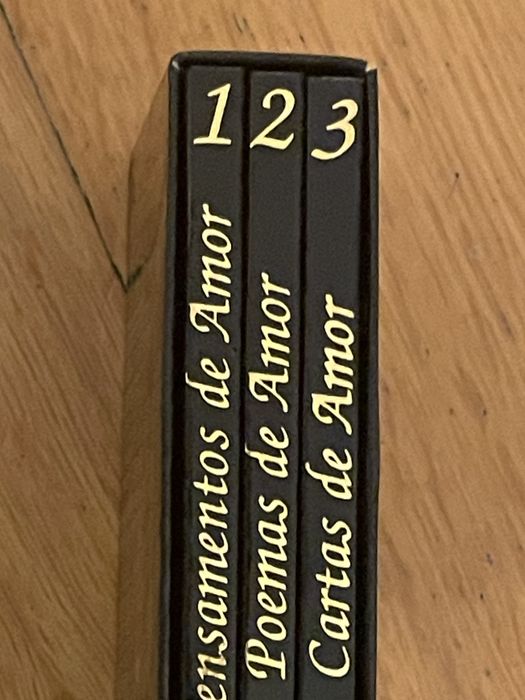 1 2 3
ensamentos de Amor
Poemas de Amor
Cartas de Amor